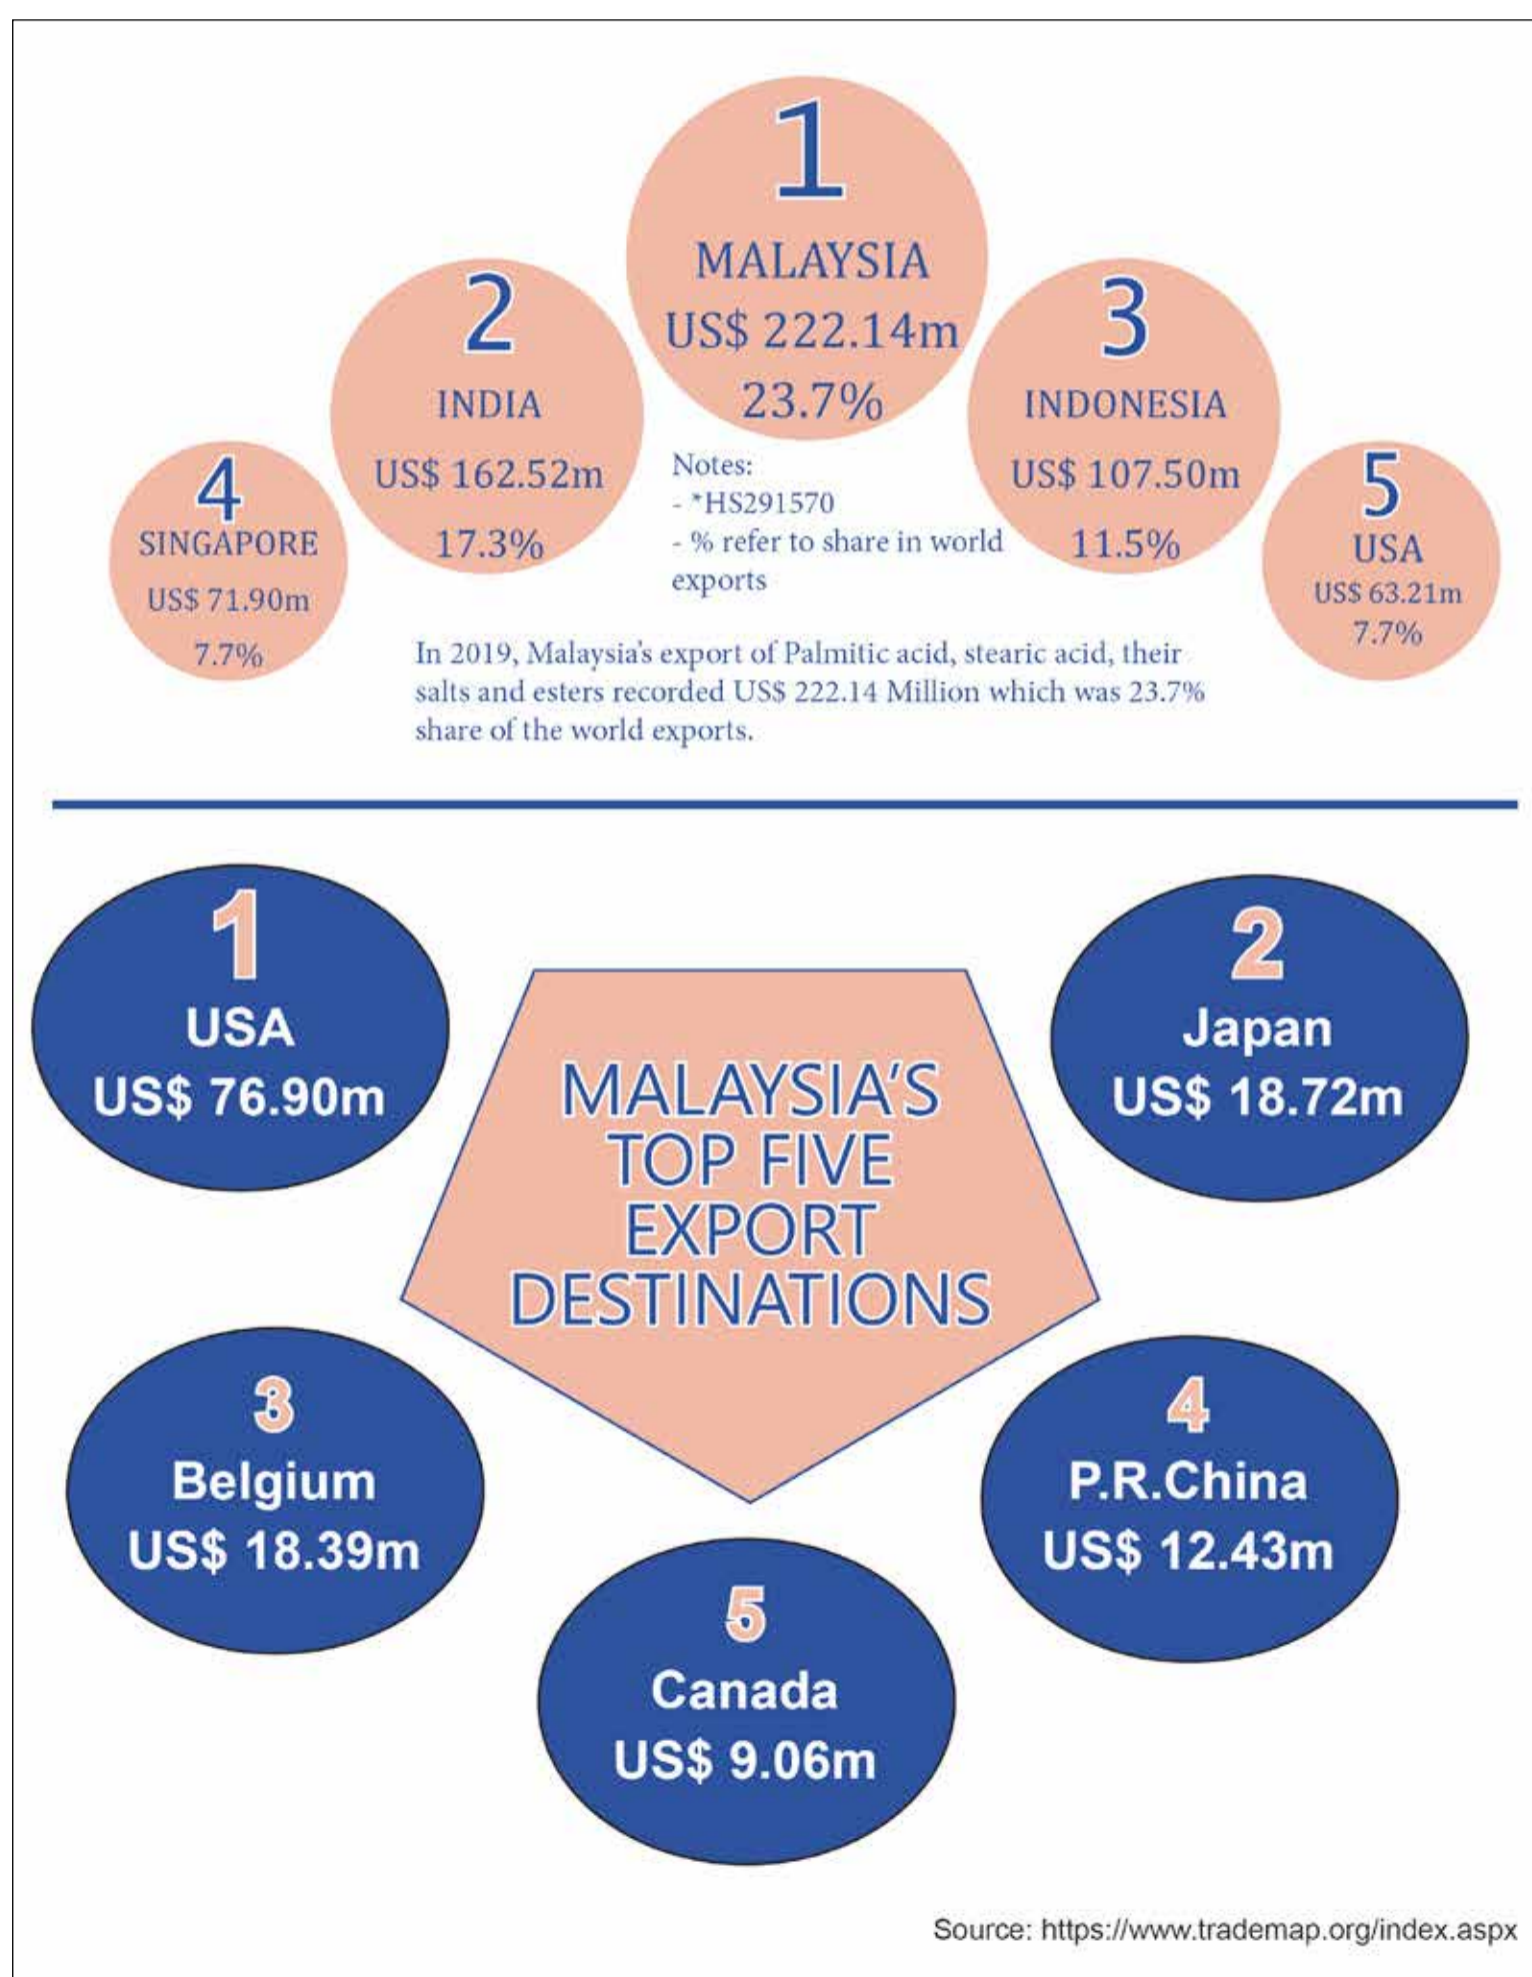 1
MALAYSIA
US$ 222.14m
23.7%
2
INDIA
US$ 162.52m
17.3%
3
INDONESIA
US$ 107.50m
11.5%
4
SINGAPORE
US$ 71.90m
7.7%
5
USA
US$ 63.21m
7.7%
Notes:
- *HS291570
- % refer to share in world
exports
In 2019, Malaysia's export of Palmitic acid, stearic acid, their
salts and esters recorded US$ 222.14 Million which was 23.7%
share of the world exports.
MALAYSIA'S
TOP FIVE
EXPORT
DESTINATIONS
1
USA
US$ 76.90m
2
Japan
US$ 18.72m
3
Belgium
US$ 18.39m
4
P.R.China
US$ 12.43m
5
Canada
US$ 9.06m
Source: https://www.trademap.org/index.aspx